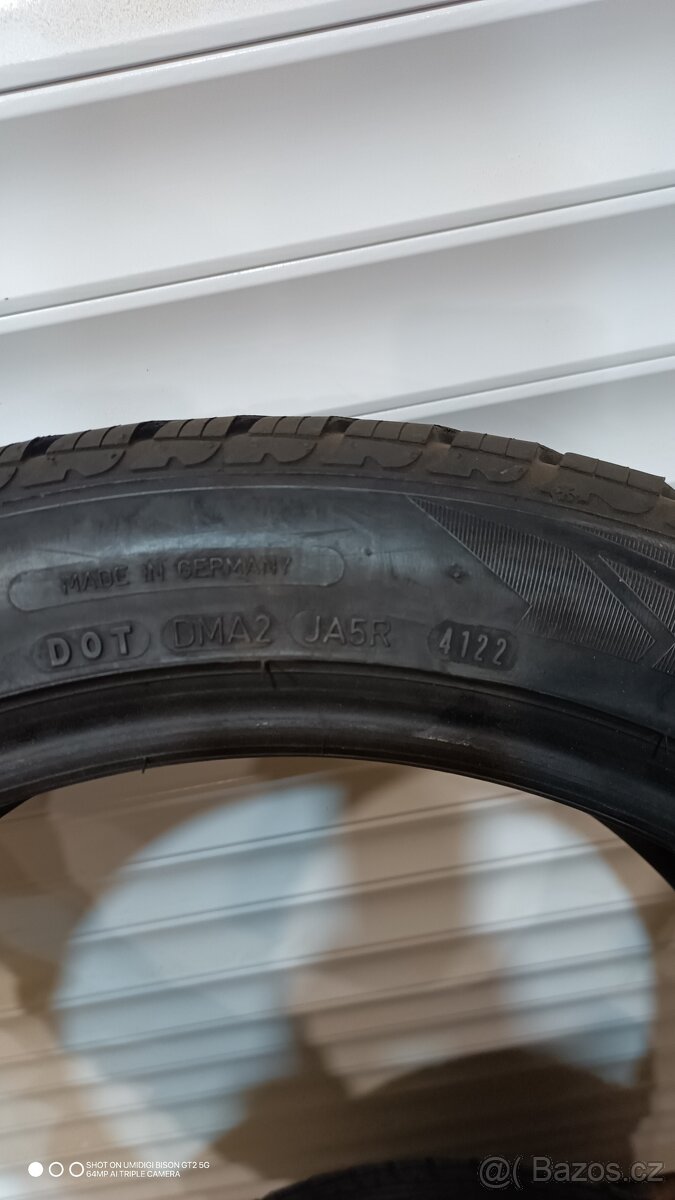 MADE IN GERMANY
DOT DMA2 JA5R 4122
SHOT ON UMIDIGI BISON GT2 5G
64MP AI TRIPLE CAMERA
@Bazos.cz